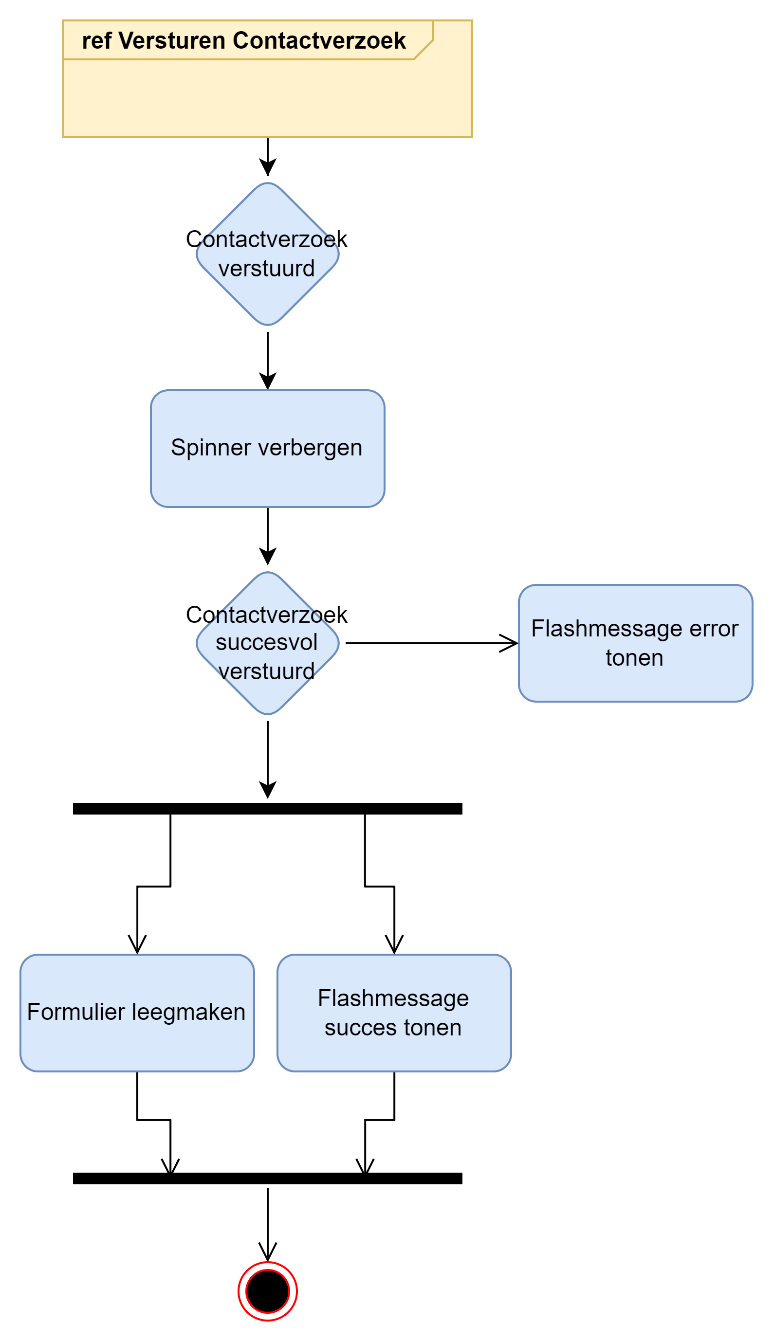 ref Versturen Contactverzoek
Contactverzoek
verstuurd
Spinner verbergen
Contactverzoek
succesvol
verstuurd
Flashmessage error
tonen
Formulier leegmaken
Flashmessage
succes tonen